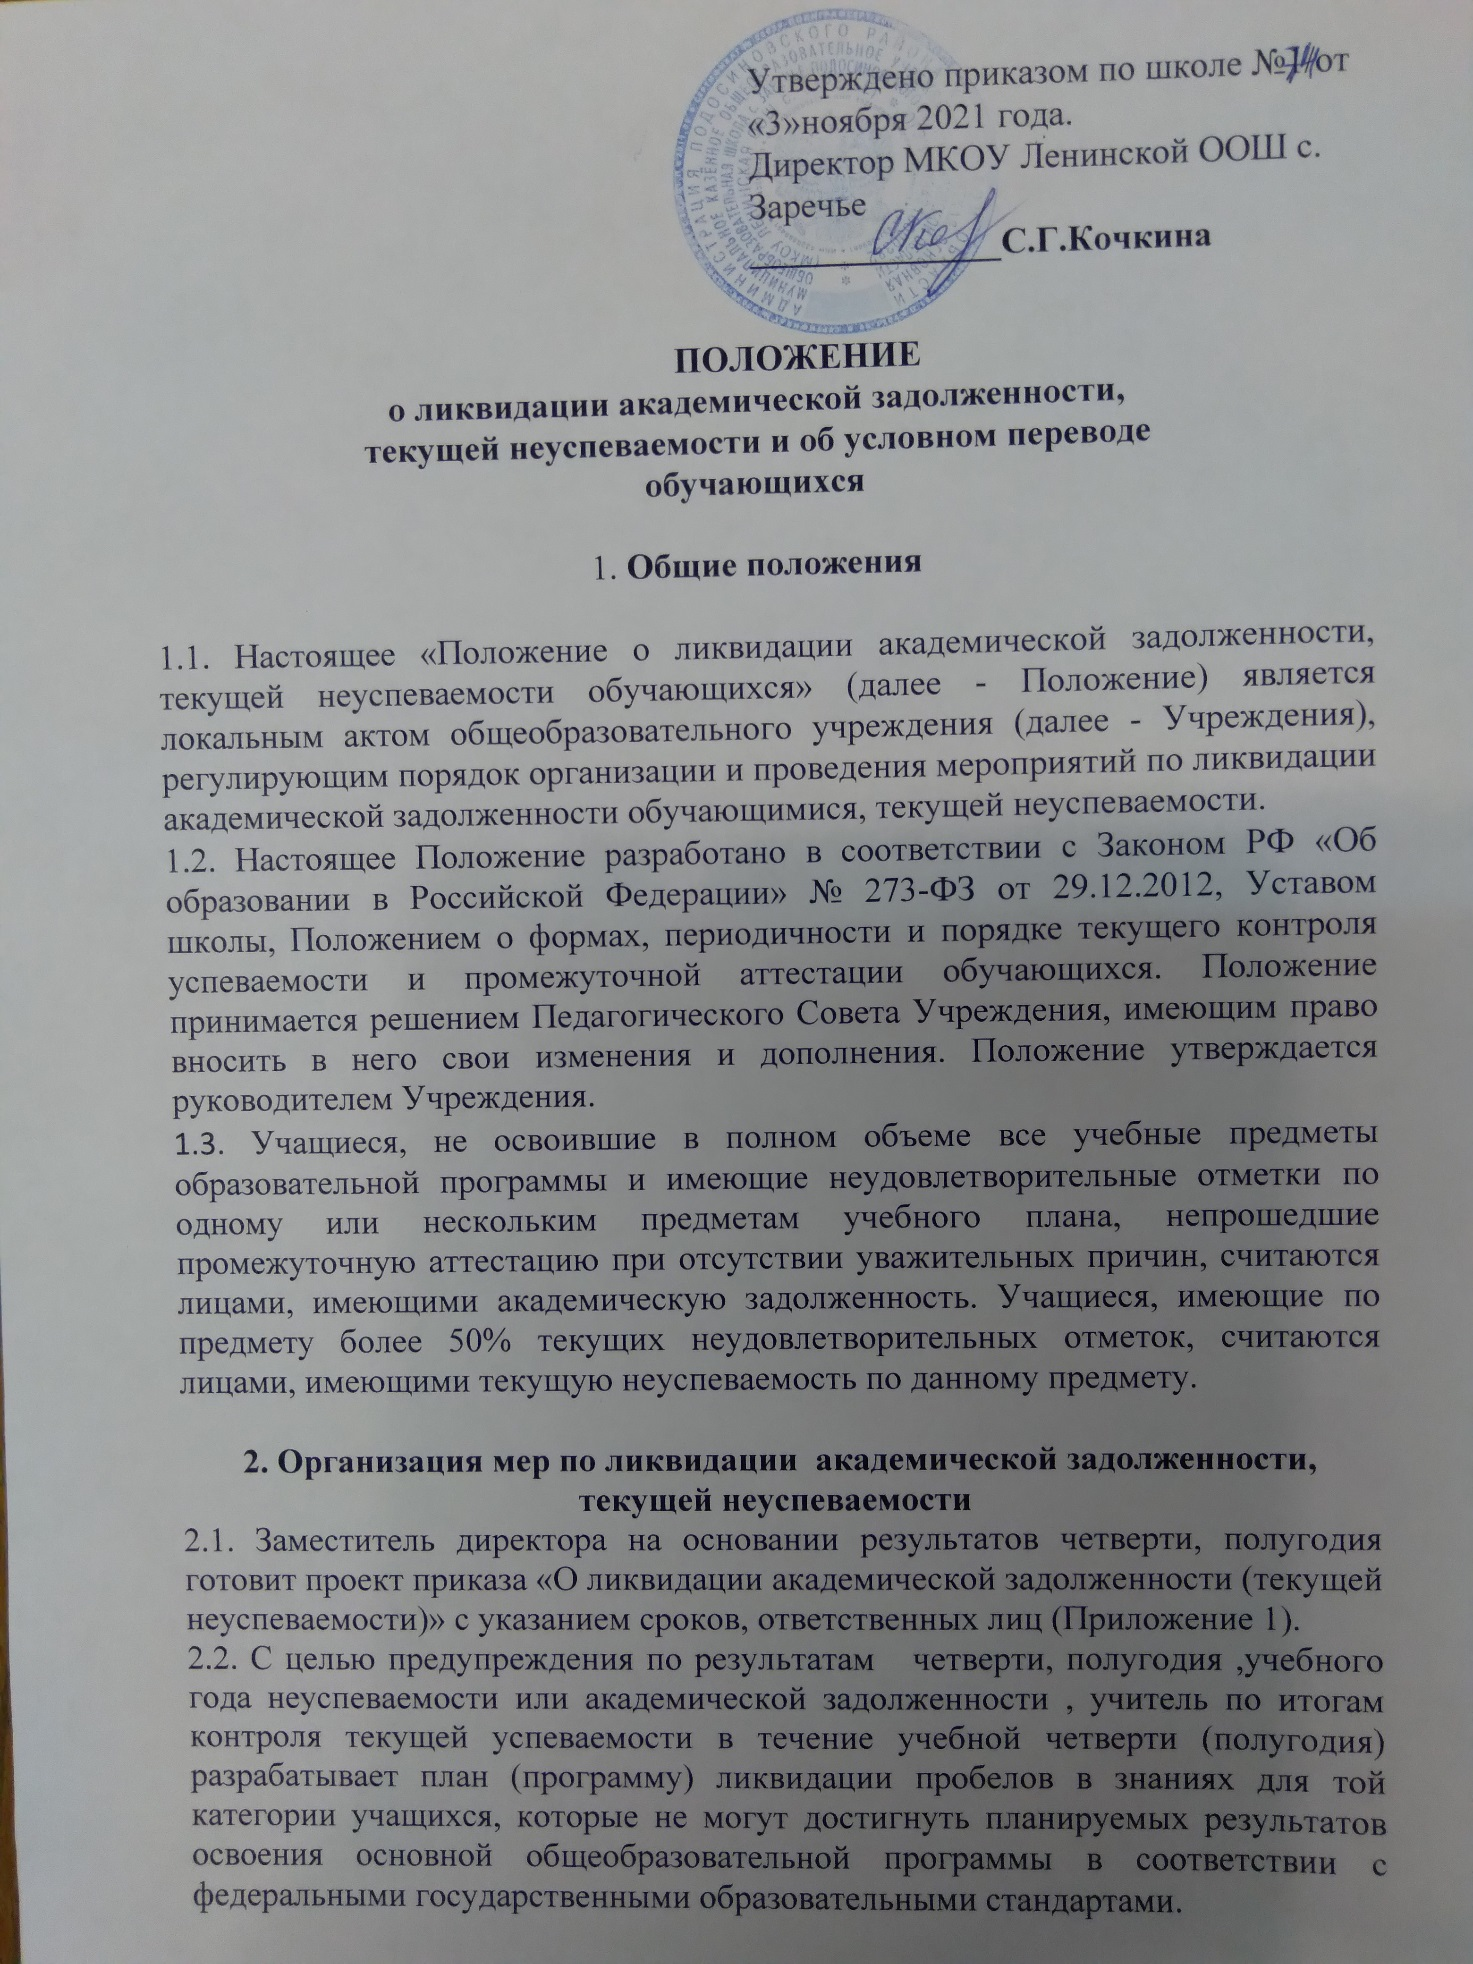 Утверждено приказом по школе № от
«3»ноября 2021 года.
Директор МКОУ Ленинской ООШ с.
Заречье
С.Г.Кочкина
ПОЛОЖЕНИЕ
о ликвидации академической задолженности,
текущей неуспеваемости и об условном переводе
обучающихся
1. Общие положения
1.1. Настоящее «Положение о ликвидации академической задолженности,
текущей неуспеваемости обучающихся» (далее - Положение) является
локальным актом общеобразовательного учреждения (далее - Учреждения),
регулирующим порядок организации и проведения мероприятий по ликвидации
академической задолженности обучающимися, текущей неуспеваемости.
1.2. Настоящее Положение разработано в соответствии с Законом РФ «Об
образовании в Российской Федерации» № 273-ФЗ от 29.12.2012, Уставом
школы, Положением о формах, периодичности и порядке текущего контроля
успеваемости и промежуточной аттестации обучающихся. Положение
принимается решением Педагогического Совета Учреждения, имеющим право
вносить в него свои изменения и дополнения. Положение утверждается
руководителем Учреждения.
1.3. Учащиеся, не освоившие в полном объеме все учебные предметы
образовательной программы и имеющие неудовлетворительные отметки по
одному или нескольким предметам учебного плана, непрошедшие
промежуточную аттестацию при отсутствии уважительных причин, считаются
лицами, имеющими академическую задолженность. Учащиеся, имеющие по
предмету более 50% текущих неудовлетворительных отметок, считаются
лицами, имеющими текущую неуспеваемость по данному предмету.
2. Организация мер по ликвидации академической задолженности,
текущей неуспеваемости
2.1. Заместитель директора на основании результатов четверти, полугодия
готовит проект приказа «О ликвидации академической задолженности (текущей
неуспеваемости)» с указанием сроков, ответственных лиц (Приложение 1).
2.2. С целью предупреждения по результатам четверти, полугодия ,учебного
года неуспеваемости или академической задолженности , учитель по итогам
контроля текущей успеваемости в течение учебной четверти (полугодия)
разрабатывает план (программу) ликвидации пробелов в знаниях для той
категории учащихся, которые не могут достигнуть планируемых результатов
освоения основной общеобразовательной программы в соответствии с
федеральными государственными образовательными стандартами.